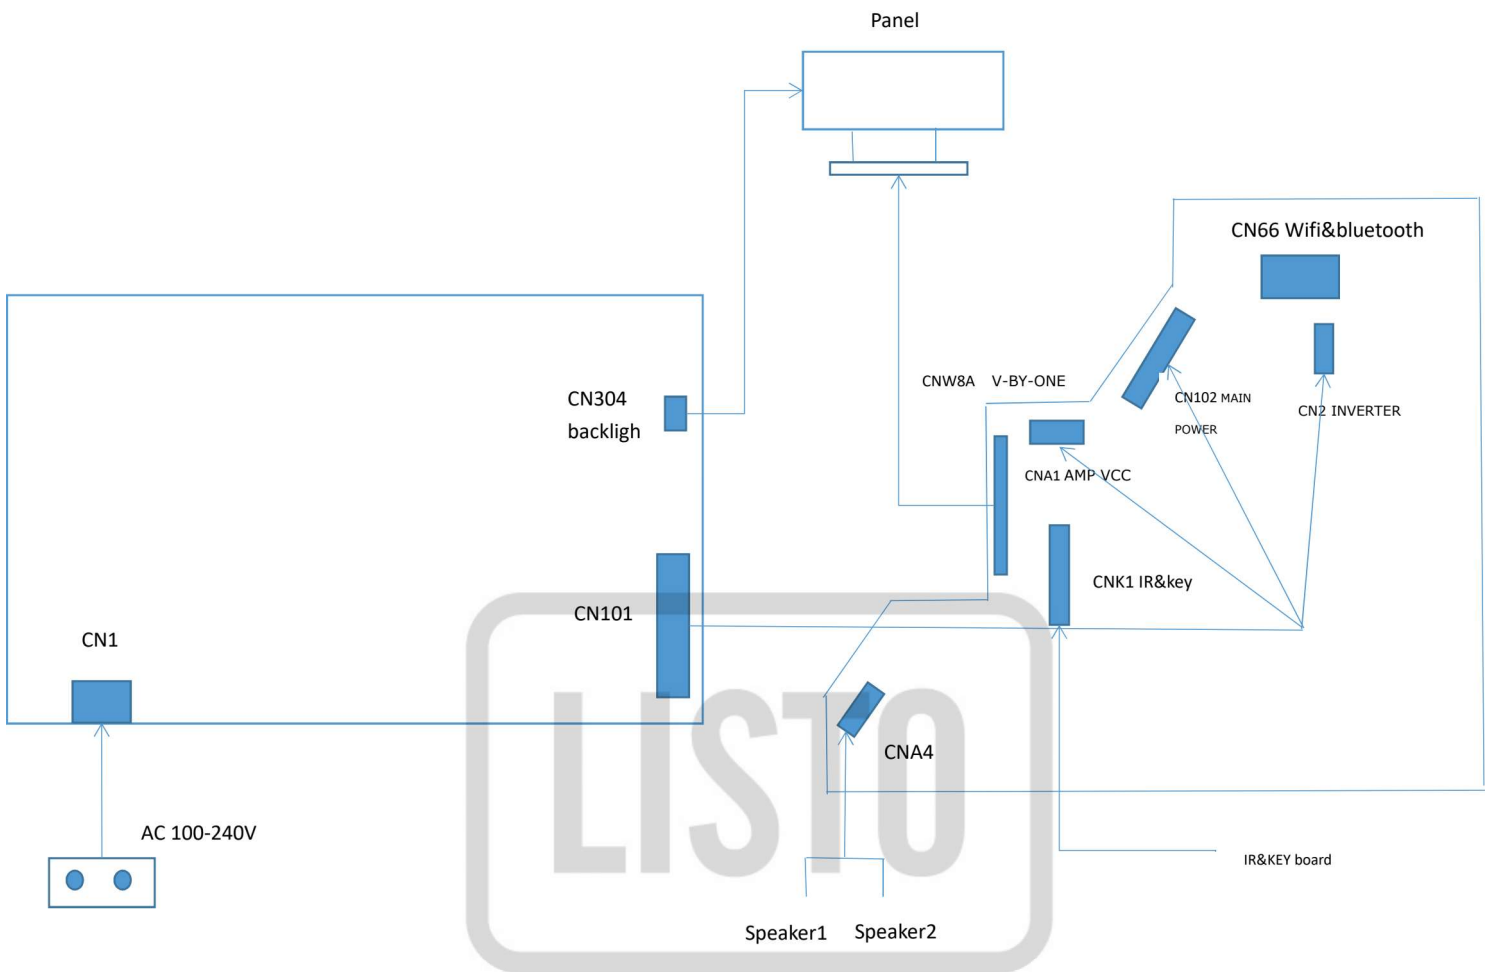 Panel
CN66 Wifi&bluetooth
CNW8A V-BY-ONE
CN304
backligh
CN102 MAIN
POWER
CN2 INVERTER
CNA1 AMP VCC
CNK1 IR&key
CN101
CN1
CNA4
AC 100-240V
IR&KEY board
Speaker1 Speaker2
LISTO